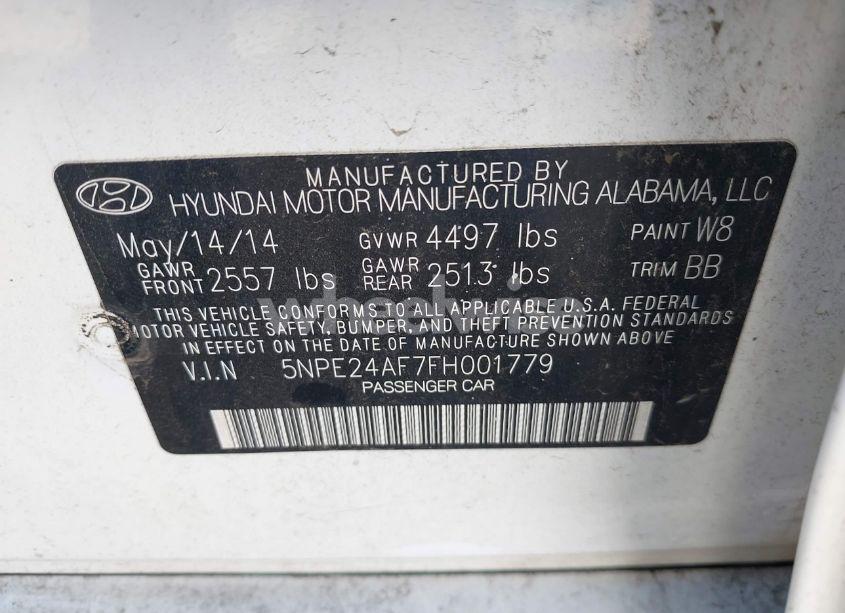 MANUFACTURED BY
HYUNDAI MOTOR MANUFACTURING ALABAMA, LLC
May/14/14 GVWR 4497 lbs PAINT W8
GAWR FRONT 2557 lbs GAWR REAR 2513 lbs TRIM BB
THIS VEHICLE CONFORMS TO ALL APPLICABLE U.S.A. FEDERAL
MOTOR VEHICLE SAFETY, BUMPER, AND THEFT PREVENTION STANDARDS
IN EFFECT ON THE DATE OF MANUFACTURE SHOWN ABOVE
V.I.N 5NPE24AF7FH001779
PASSENGER CAR